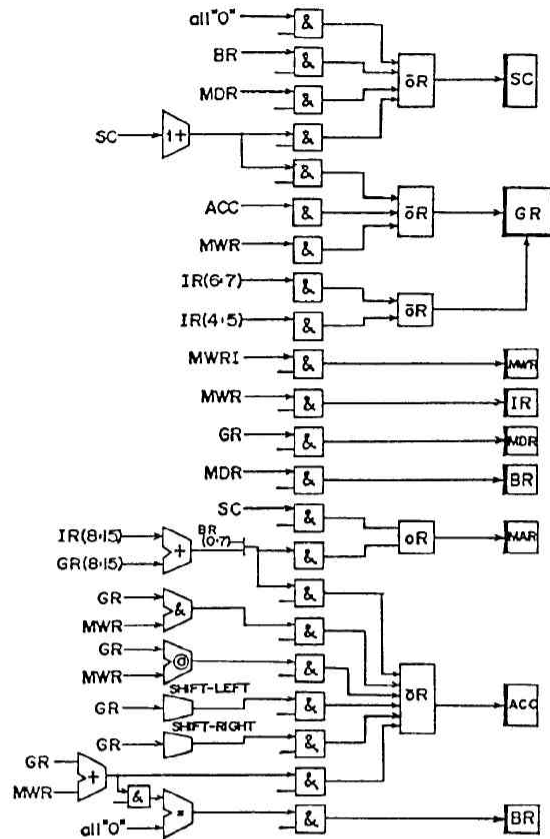 all"0" & 
BR & ōR SC
MDR &
SC 1+ &
&
ACC & ōR GR
MWR &
IR(6·7) & ōR
IR(4·5) &
MWRI & MWR
MWR & IR
GR & MDR
MDR & BR
SC & oR MAR
IR(8·15) + BR (0·7) &
GR(8·15)
&
GR & &
MWR
GR @ & ōR ACC
MWR
SHIFT-LEFT
GR &
SHIFT-RIGHT
GR &
GR + &
MWR &
all"0" = & BR